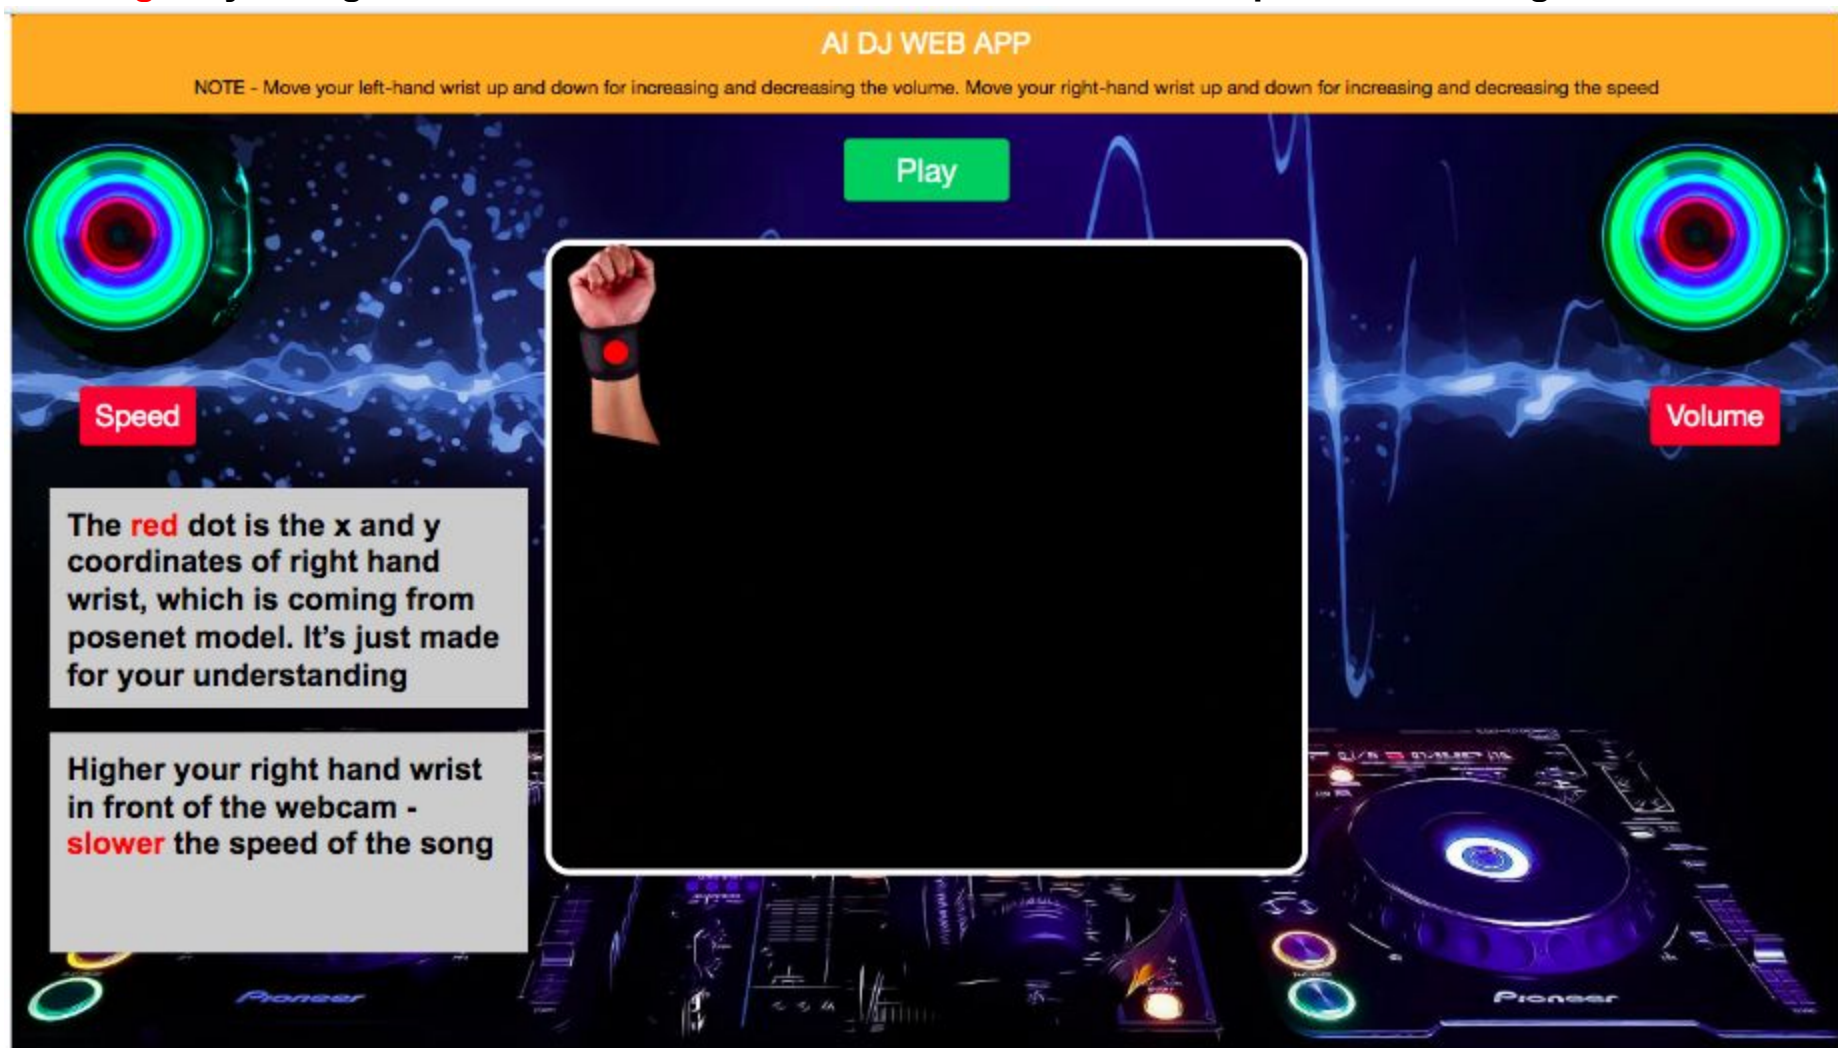 AI DJ WEB APP
NOTE - Move your left-hand wrist up and down for increasing and decreasing the volume. Move your right-hand wrist up and down for increasing and decreasing the speed
Play
Speed
Volume
The red dot is the x and y
coordinates of right hand
wrist, which is coming from
posenet model. It's just made
for your understanding
Higher your right hand wrist
in front of the webcam -
slower the speed of the song
Pioneer
Pioneer